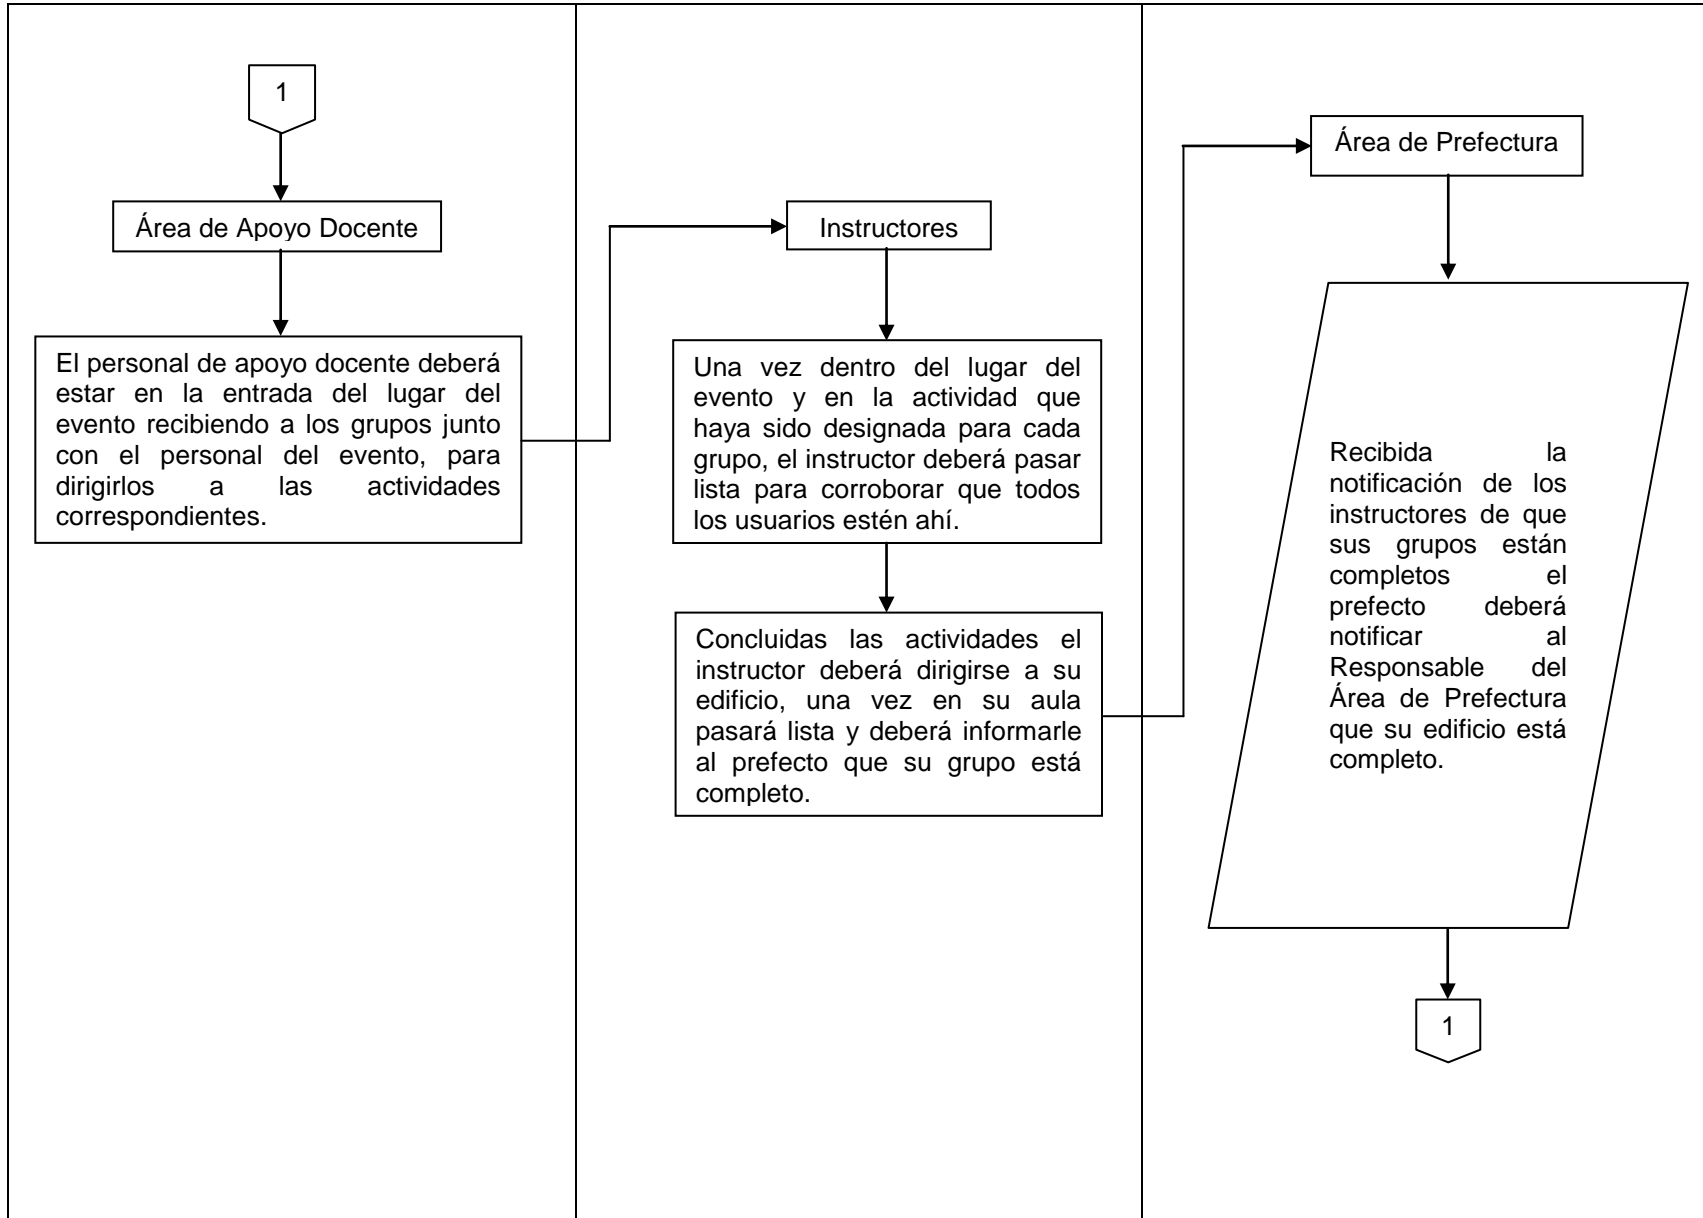 1
Área de Apoyo Docente
El personal de apoyo docente deberá
estar en la entrada del lugar del
evento recibiendo a los grupos junto
con el personal del evento, para
dirigirlos a las actividades
correspondientes.
Instructores
Una vez dentro del lugar del
evento y en la actividad que
haya sido designada para cada
grupo, el instructor deberá pasar
lista para corroborar que todos
los usuarios estén ahí.
Concluidas las actividades el
instructor deberá dirigirse a su
edificio, una vez en su aula
pasará lista y deberá informarle
al prefecto que su grupo está
completo.
Área de Prefectura
Recibida la
notificación de los
instructores de que
sus grupos están
completos el
prefecto deberá
notificar al
Responsable del
Área de Prefectura
que su edificio está
completo.
1